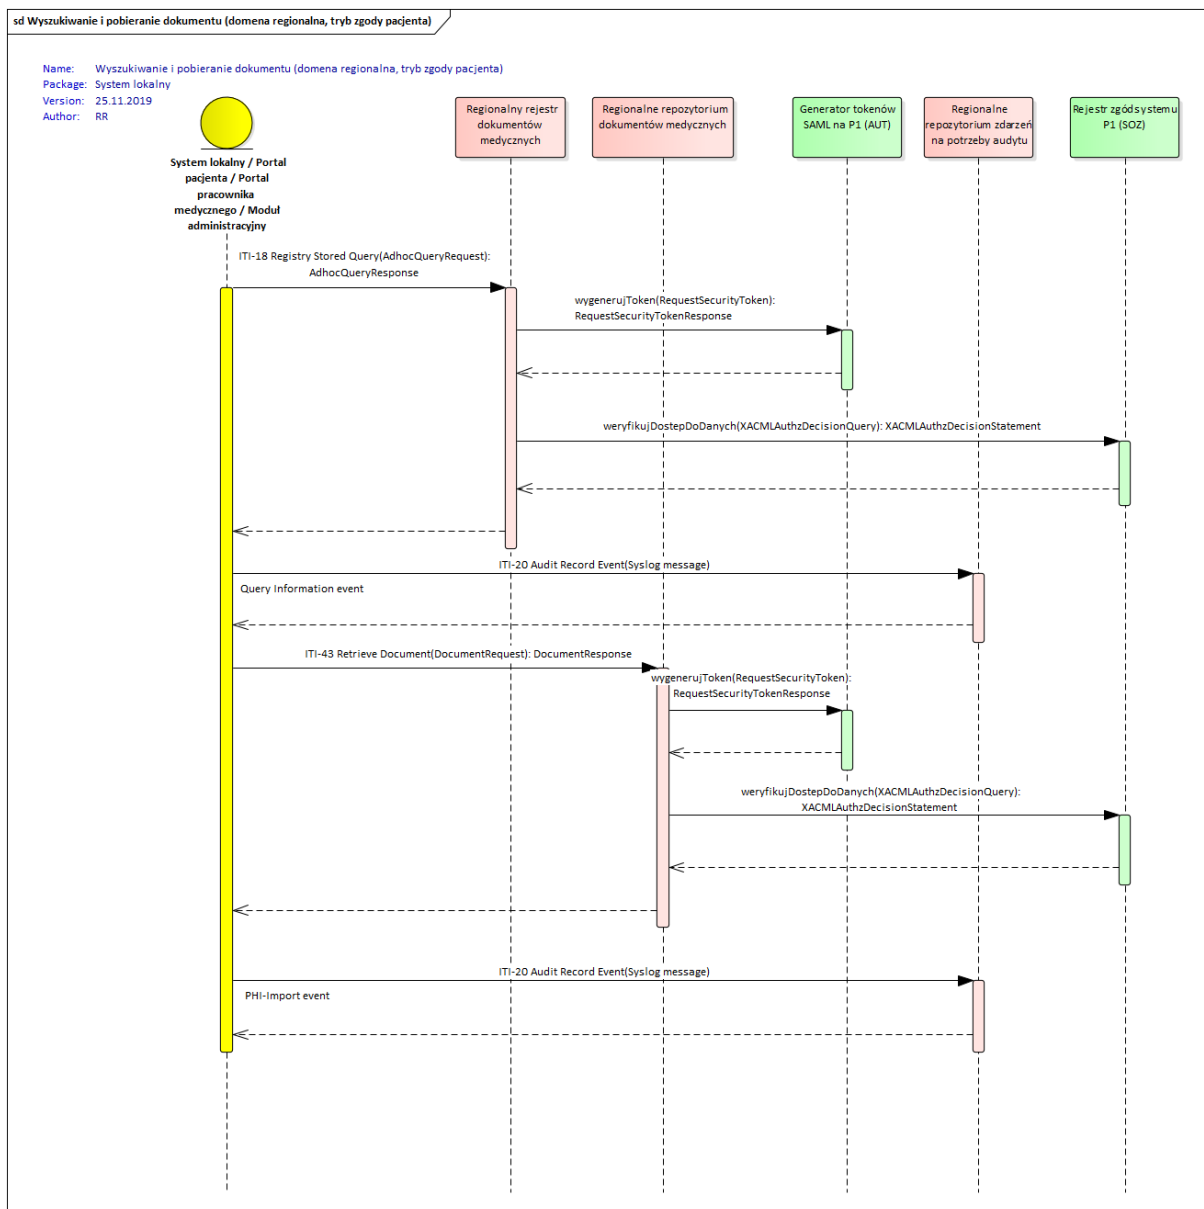 sd Wyszukiwanie i pobieranie dokumentu (domena regionalna, tryb zgody pacjenta)
Name: Wyszukiwanie i pobieranie dokumentu (domena regionalna, tryb zgody pacjenta)
Package: System lokalny
Version: 25.11.2019
Author: RR
System lokalny / Portal
pacjenta / Portal
pracownika
medycznego / Moduł
administracyjny
Regionalny rejestr
dokumentów
medycznych
Regionalne repozytorium
dokumentów medycznych
Generator tokenów
SAML na P1 (AUT)
Regionalne
repozytorium zdarzeń
na potrzeby audytu
Rejestr zgód systemu
P1 (SOZ)
ITI-18 Registry Stored Query(AdhocQueryRequest):
AdhocQueryResponse
wygenerujToken(RequestSecurityToken):
RequestSecurityTokenResponse
weryfikujDostepDoDanych(XACMLAuthzDecisionQuery): XACMLAuthzDecisionStatement
ITI-20 Audit Record Event(Syslog message)
Query Information event
ITI-43 Retrieve Document(DocumentRequest): DocumentResponse
wygenerujToken(RequestSecurityToken):
RequestSecurityTokenResponse
weryfikujDostepDoDanych(XACMLAuthzDecisionQuery):
XACMLAuthzDecisionStatement
ITI-20 Audit Record Event(Syslog message)
PHI-Import event